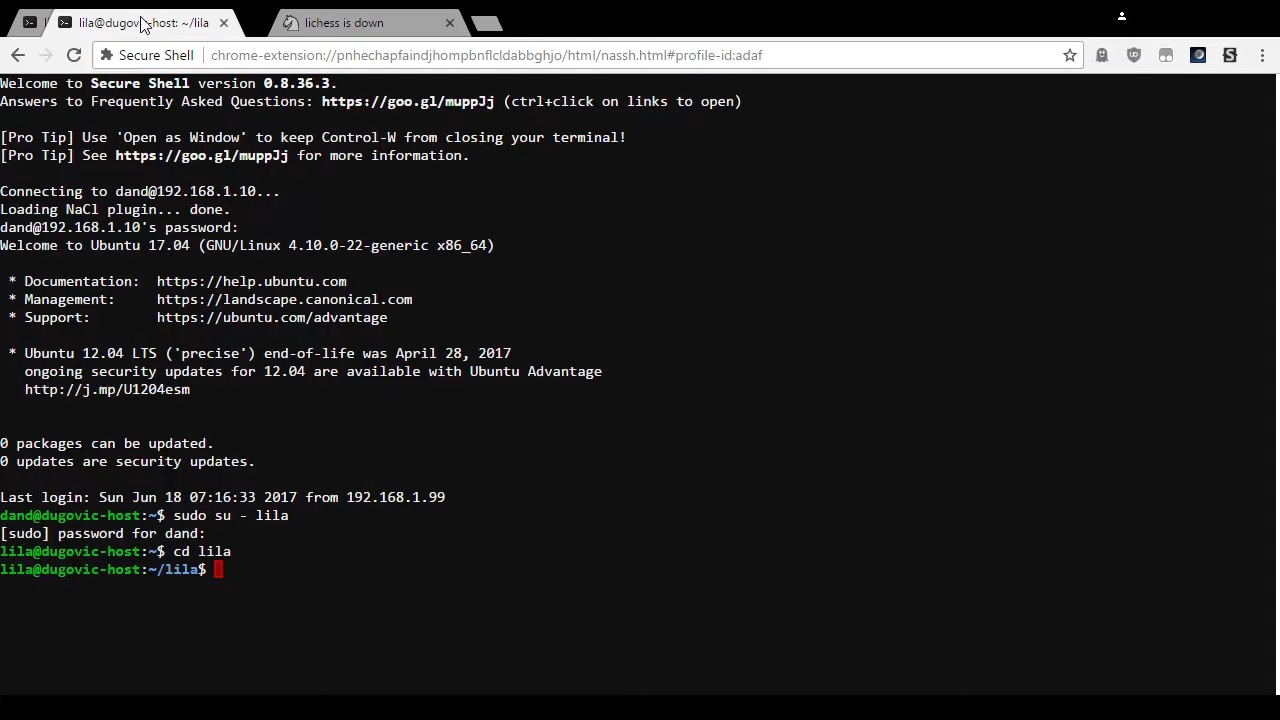 lila@dugovic-host: ~/lila
lichess is down
Secure Shell
chrome-extension://pnhechapfaindjhompbnflcldabbghjo/html/nassh.html#profile-id:adaf
Welcome to Secure Shell version 0.8.36.3.
Answers to Frequently Asked Questions: https://goo.gl/muppJj (ctrl+click on links to open)
[Pro Tip] Use 'Open as Window' to keep Control-W from closing your terminal!
[Pro Tip] See https://goo.gl/muppJj for more information.
Connecting to dand@192.168.1.10...
Loading NaCl plugin... done.
dand@192.168.1.10's password:
Welcome to Ubuntu 17.04 (GNU/Linux 4.10.0-22-generic x86_64)
* Documentation: https://help.ubuntu.com
* Management: https://landscape.canonical.com
* Support: https://ubuntu.com/advantage
* Ubuntu 12.04 LTS ('precise') end-of-life was April 28, 2017
ongoing security updates for 12.04 are available with Ubuntu Advantage
http://j.mp/U1204esm
0 packages can be updated.
0 updates are security updates.
Last login: Sun Jun 18 07:16:33 2017 from 192.168.1.99
dand@dugovic-host:~$ sudo su - lila
[sudo] password for dand:
lila@dugovic-host:~$ cd lila
lila@dugovic-host:~/lila$